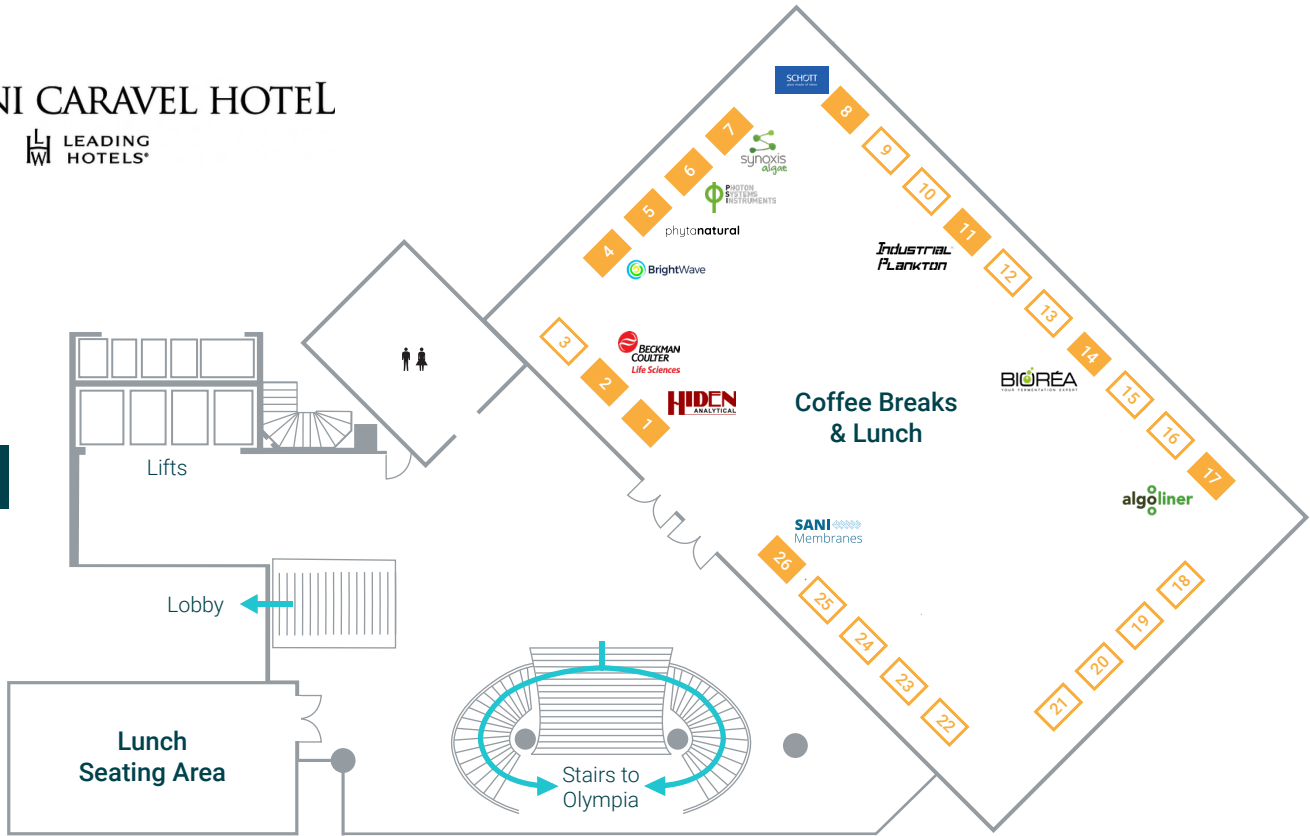 NI CARAVEL HOTEL
LHW LEADING
HOTELS®
SCHOTT
8
7
9
synoxis
algae
6
10
PHOTON
SYSTEMS
INSTRUMENTS
5
phytanatural
11
4
INDUSTRIAL
PLANKTON
BrightWave
12
13
3
BECKMAN
COULTER
Life Sciences
14
2
BIORÉA
YOUR FERMENTATION EXPERT
15
HIDEN
ANALYTICAL
1
Coffee Breaks
& Lunch
16
Lifts
17
algoliner
SANI
Membranes
26
25
18
Lobby
24
19
23
20
22
21
Lunch
Seating Area
Stairs to
Olympia